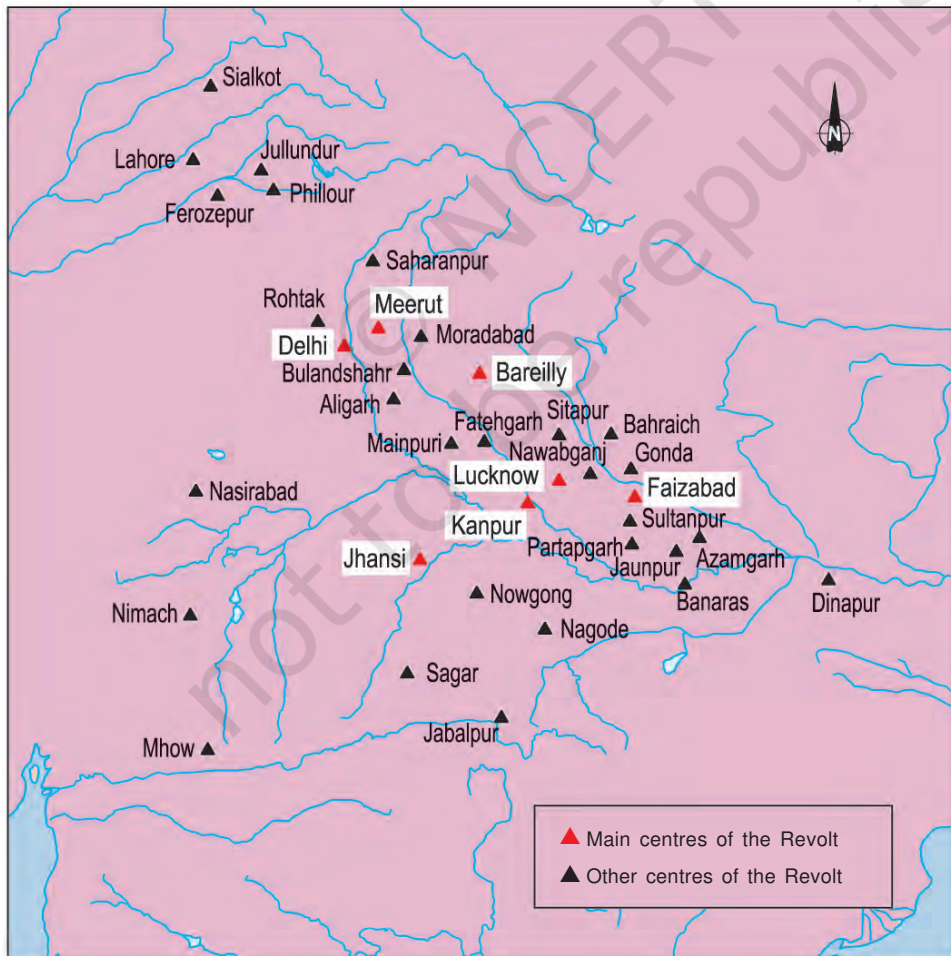 © NCERT
not to be republis
N
Sialkot
Lahore
Jullundur
Phillour
Ferozepur
Saharanpur
Rohtak
Meerut
Delhi
Moradabad
Bulandshahr
Bareilly
Aligarh
Fatehgarh
Sitapur
Bahraich
Mainpuri
Nawabganj
Gonda
Lucknow
Faizabad
Nasirabad
Kanpur
Sultanpur
Partapgarh
Jaunpur
Azamgarh
Jhansi
Banaras
Dinapur
Nowgong
Nimach
Nagode
Sagar
Jabalpur
Mhow
Main centres of the Revolt
Other centres of the Revolt